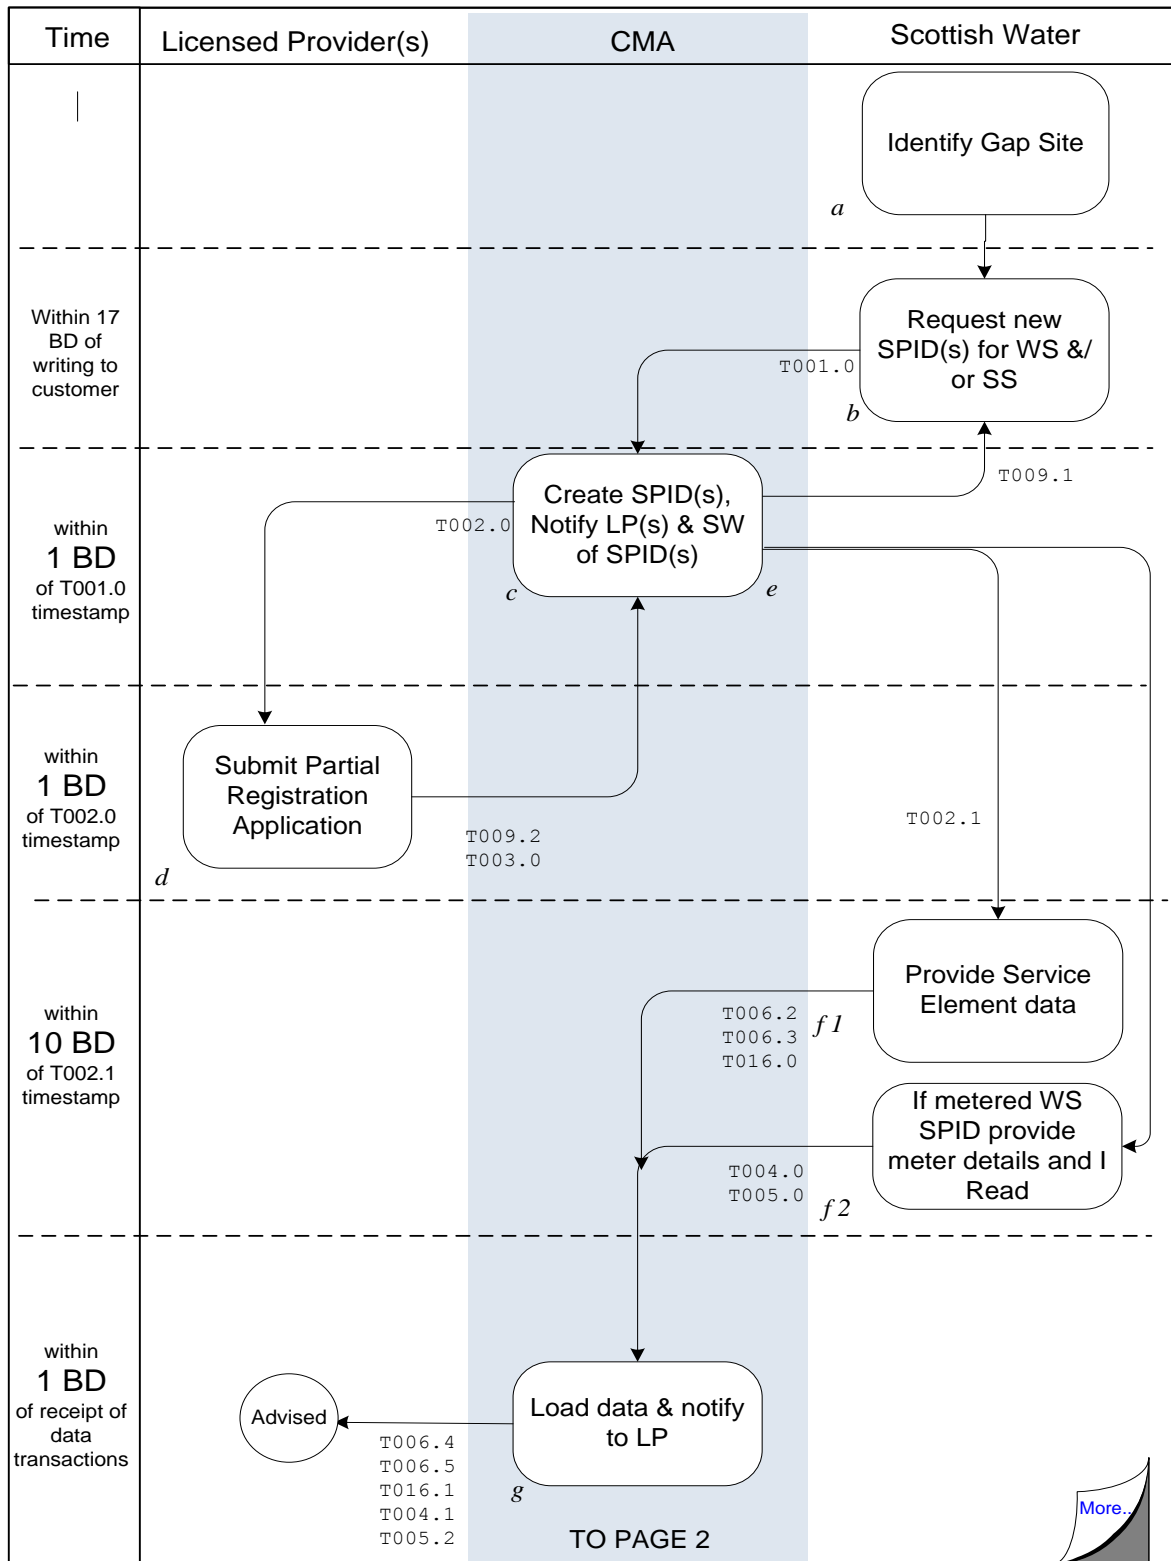 Time
Licensed Provider(s)
CMA
Scottish Water
Identify Gap Site
a
Within 17
BD of
writing to
customer
Request new
SPID(s) for WS &/
or SS
T001.0
b
within
1 BD
of T001.0
timestamp
Create SPID(s),
Notify LP(s) & SW
of SPID(s)
T002.0
T009.1
c
e
within
1 BD
of T002.0
timestamp
Submit Partial
Registration
Application
T009.2
T003.0
d
T002.1
within
10 BD
of T002.1
timestamp
Provide Service
Element data
T006.2
T006.3
T016.0
f1
If metered WS
SPID provide
meter details and I
Read
T004.0
T005.0
f2
within
1 BD
of receipt of
data
transactions
Advised
Load data & notify
to LP
T006.4
T006.5
T016.1
T004.1
T005.2
g
More..
TO PAGE 2